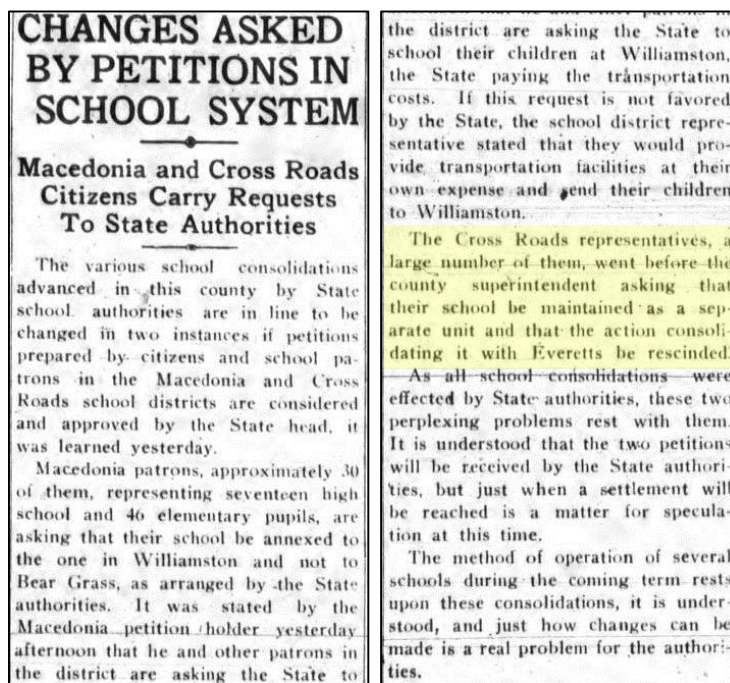 CHANGES ASKED
BY PETITIONS IN
SCHOOL SYSTEM
Macedonia and Cross Roads
Citizens Carry Requests
To State Authorities
The various school consolidations
advanced in this county by State
school authorities are in line to be
changed in two instances if petitions
prepared by citizens and school pa-
trons in the Macedonia and Cross
Roads school districts are considered
and approved by the State head, it
was learned yesterday.
Macedonia patrons, approximately 30
of them, representing seventeen high
school and 46 elementary pupils, are
asking that their school be annexed to
the one in Williamston and not to
Bear Grass, as arranged by the State
authorities. It was stated by the
Macedonia petition holder yesterday
afternoon that he and other patrons in
the district are asking the State to
the district are asking the State to
school their children at Williamston,
the State paying the transportation
costs. If this request is not favored
by the State, the school district repre-
sentative stated that they would pro-
vide transportation facilities at their
own expense and send their children
to Williamston.
The Cross Roads representatives, a
large number of them, went before the
county superintendent asking that
their school be maintained as a sep-
arate unit and that the action consoli-
dating it with Everetts be rescinded.
As all school consolidations were
effected by State authorities, these two
perplexing problems rest with them.
It is understood that the two petitions
will be received by the State authori-
ties, but just when a settlement will
be reached is a matter for specula-
tion at this time.
The method of operation of several
schools during the coming term rests
upon these consolidations, it is under-
stood, and just how changes can be
made is a real problem for the authori-
ties.